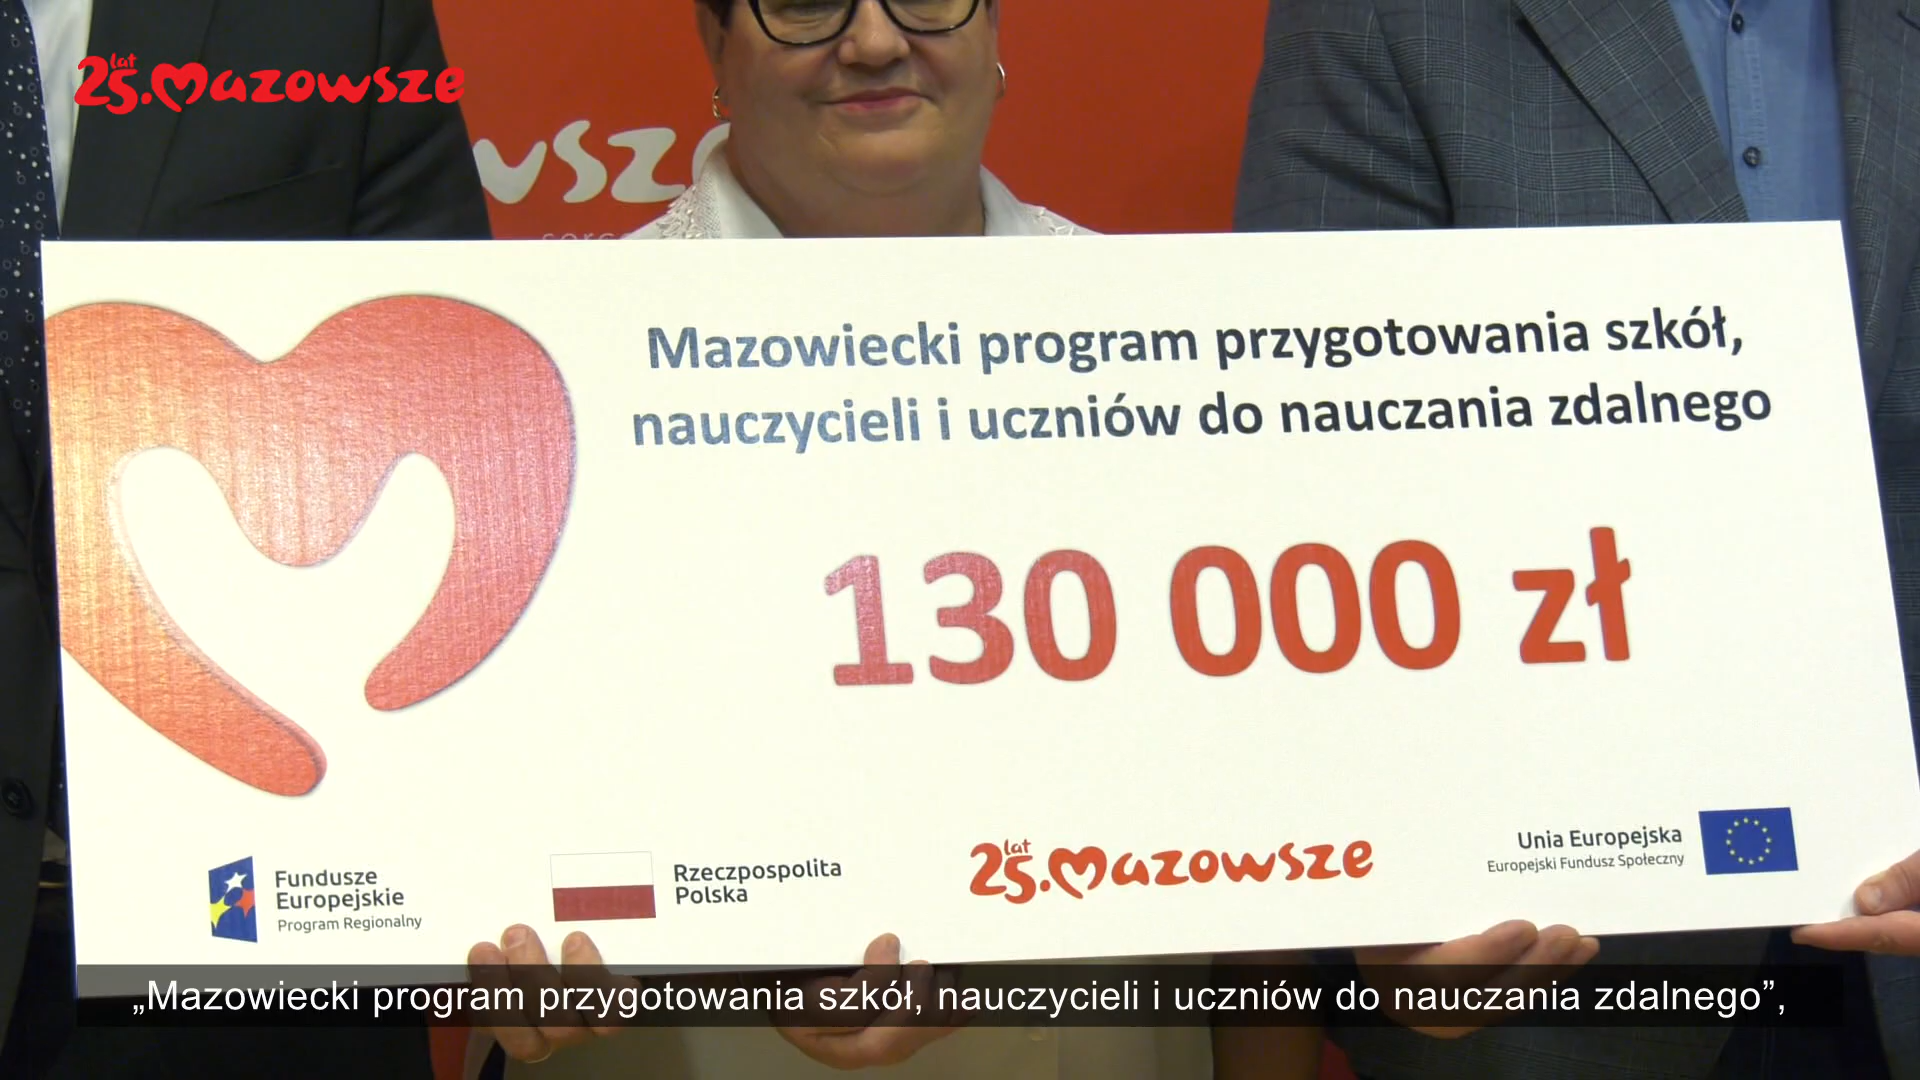 25 lat. Mazowsze
wsze
serce
Mazowiecki program przygotowania szkół,
nauczycieli i uczniów do nauczania zdalnego
130 000 zł
Fundusze
Europejskie
Program Regionalny
Rzeczpospolita
Polska
25 lat. Mazowsze
Unia Europejska
Europejski Fundusz Społeczny
„Mazowiecki program przygotowania szkół, nauczycieli i uczniów do nauczania zdalnego”,